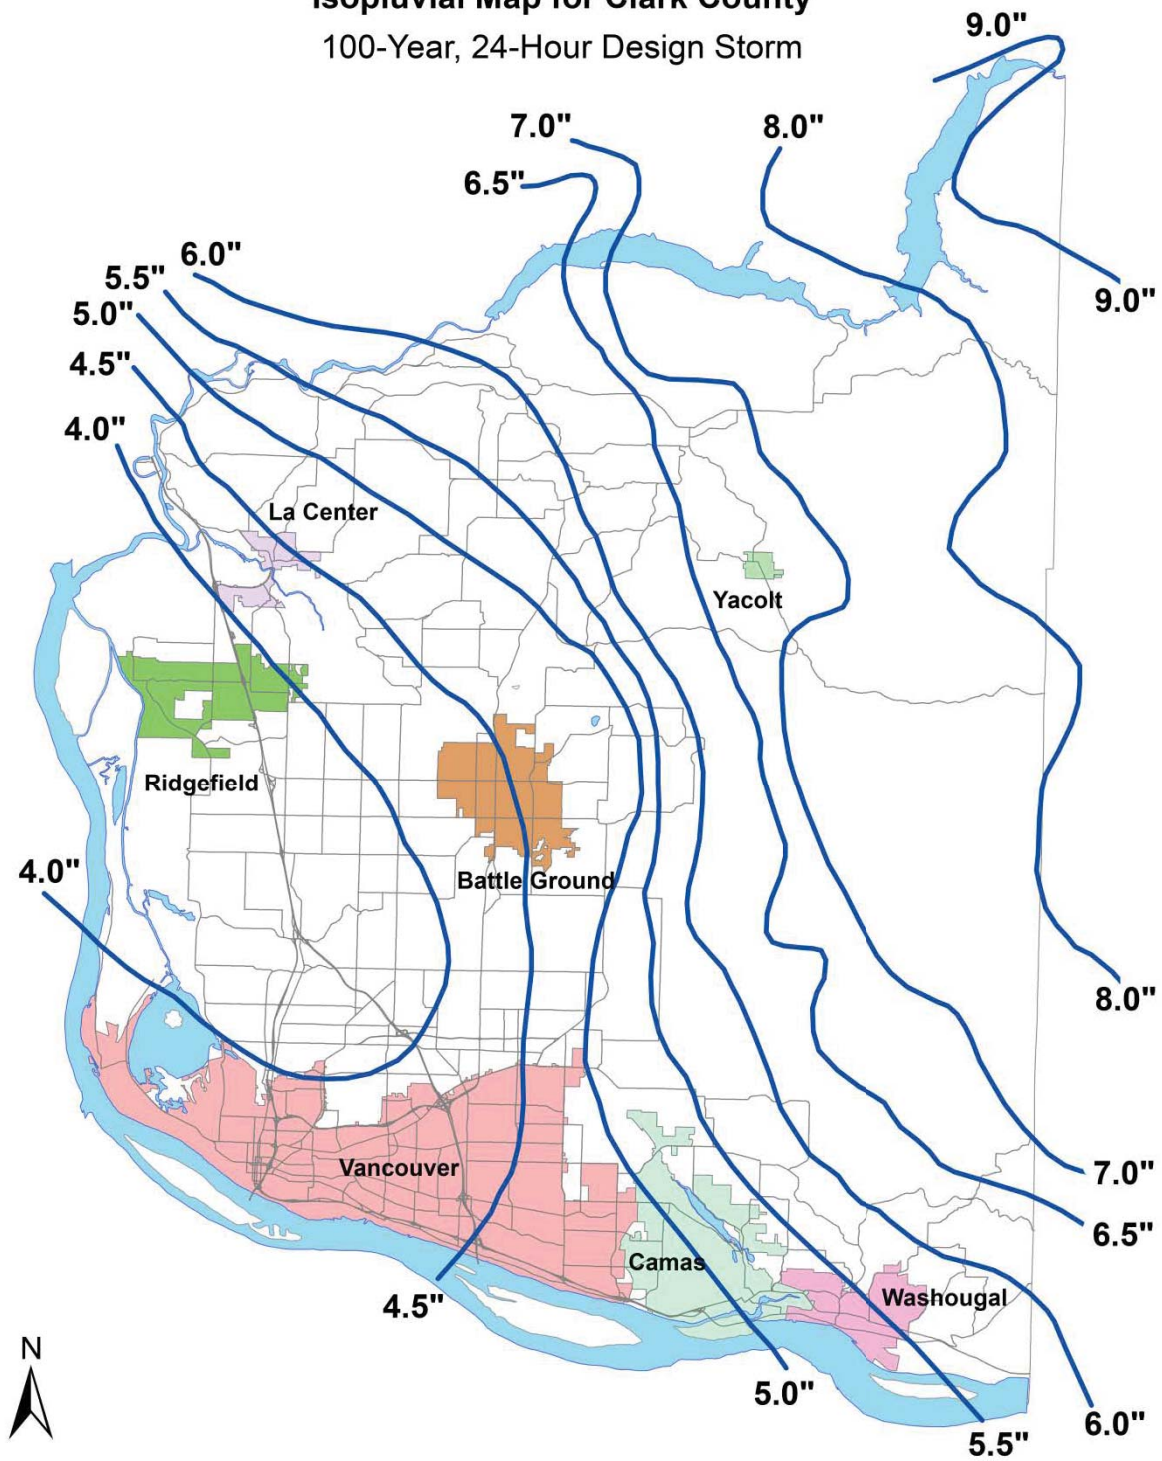 Isopluvial Map for Clark County
100-Year, 24-Hour Design Storm
9.0"
7.0"
8.0"
6.5"
6.0"
5.5"
5.0"
9.0"
4.5"
4.0"
La Center
Yacolt
Ridgefield
4.0"
Battle Ground
8.0"
Vancouver
7.0"
6.5"
Camas
Washougal
4.5"
N
5.0"
6.0"
5.5"